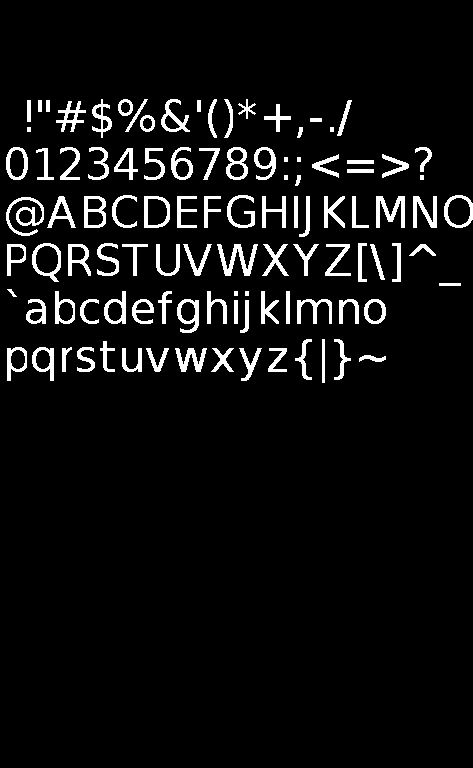 !"#$%&'()*+,-./
0123456789:;<=>?
@ABCDEFGHIJKLMNO
PQRSTUVWXYZ[\]^_
`abcdefghijklmno
pqrstuvwxyz{|}~